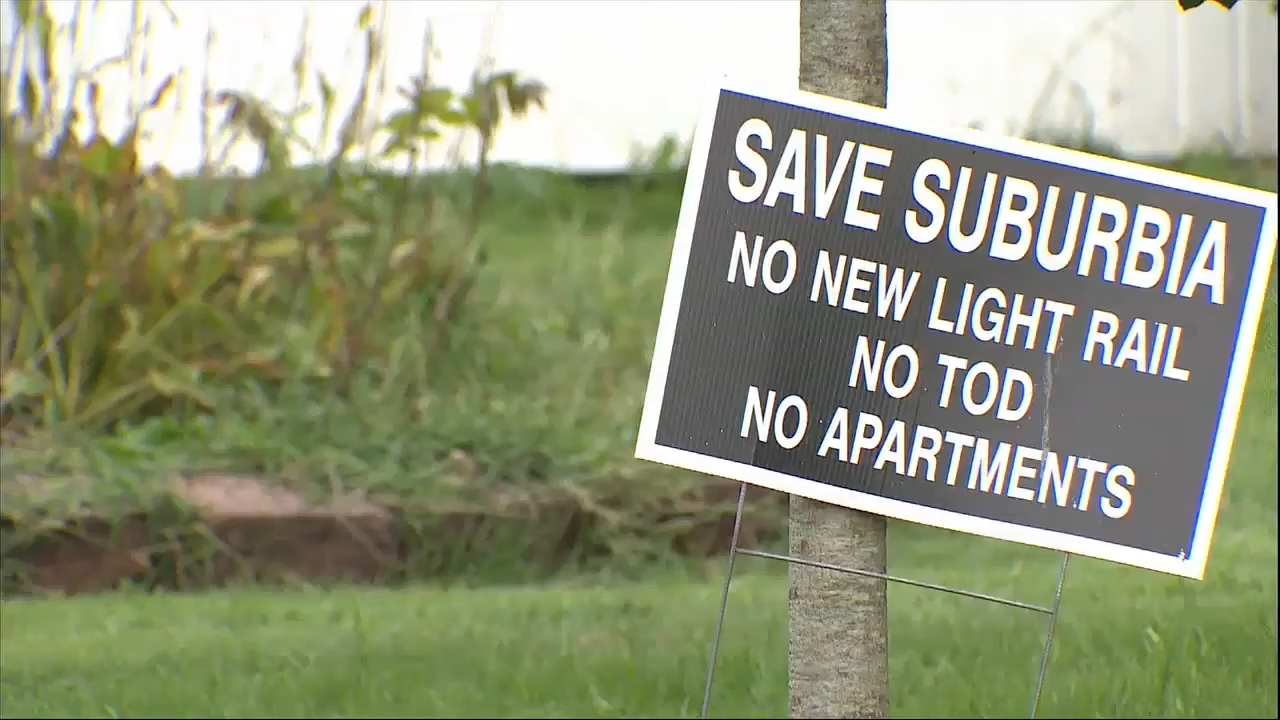 SAVE SUBURBIA
NO NEW LIGHT RAIL
NO TOD
NO APARTMENTS